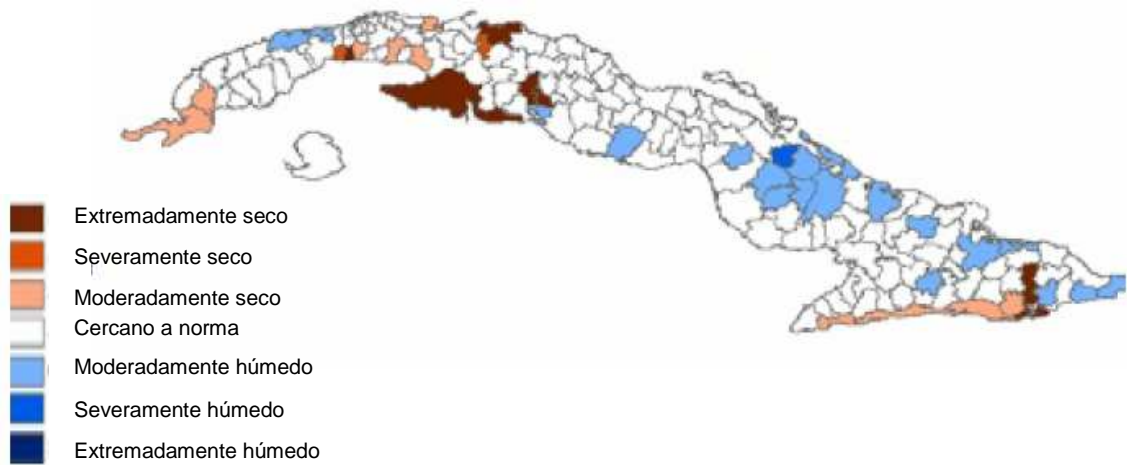 Extremadamente seco
Severamente seco
Moderadamente seco
Cercano a norma
Moderadamente húmedo
Severamente húmedo
Extremadamente húmedo